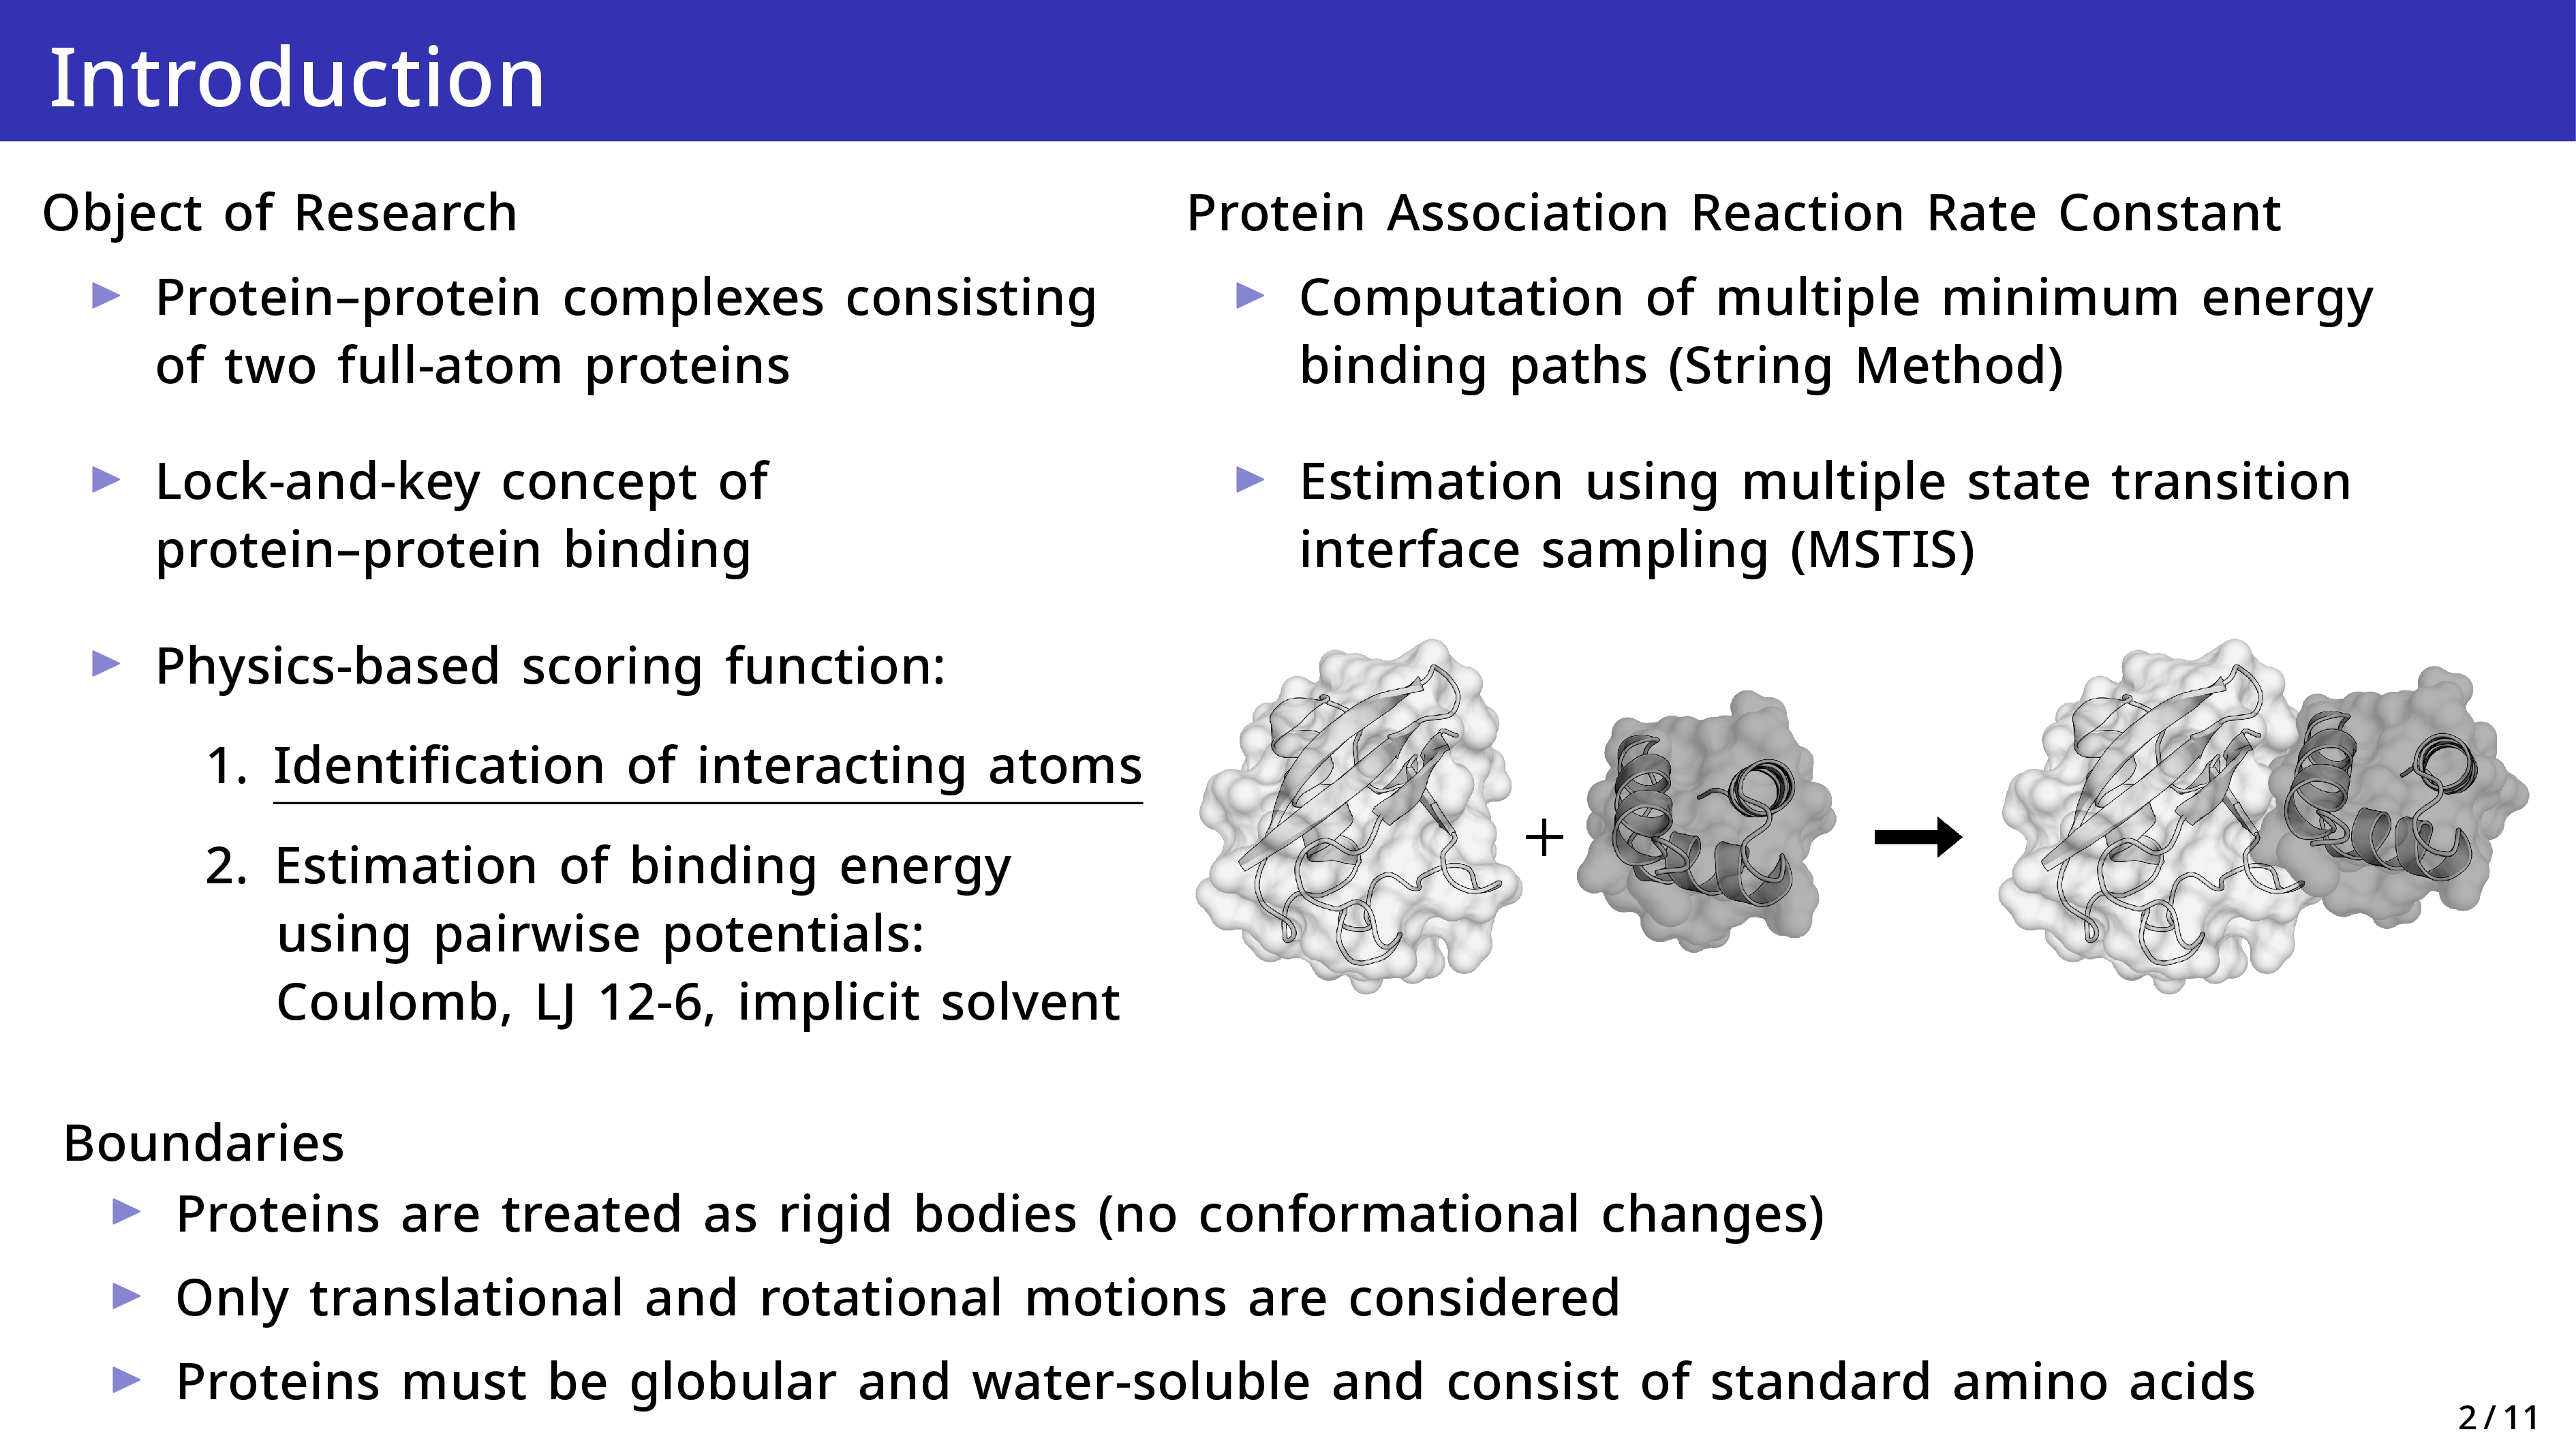 Introduction
Object of Research
Protein–protein complexes consisting
of two full-atom proteins
Lock-and-key concept of
protein–protein binding
Physics-based scoring function:
1. Identification of interacting atoms
2. Estimation of binding energy
using pairwise potentials:
Coulomb, LJ 12-6, implicit solvent
Protein Association Reaction Rate Constant
Computation of multiple minimum energy
binding paths (String Method)
Estimation using multiple state transition
interface sampling (MSTIS)
+
Boundaries
Proteins are treated as rigid bodies (no conformational changes)
Only translational and rotational motions are considered
Proteins must be globular and water-soluble and consist of standard amino acids
2 / 11